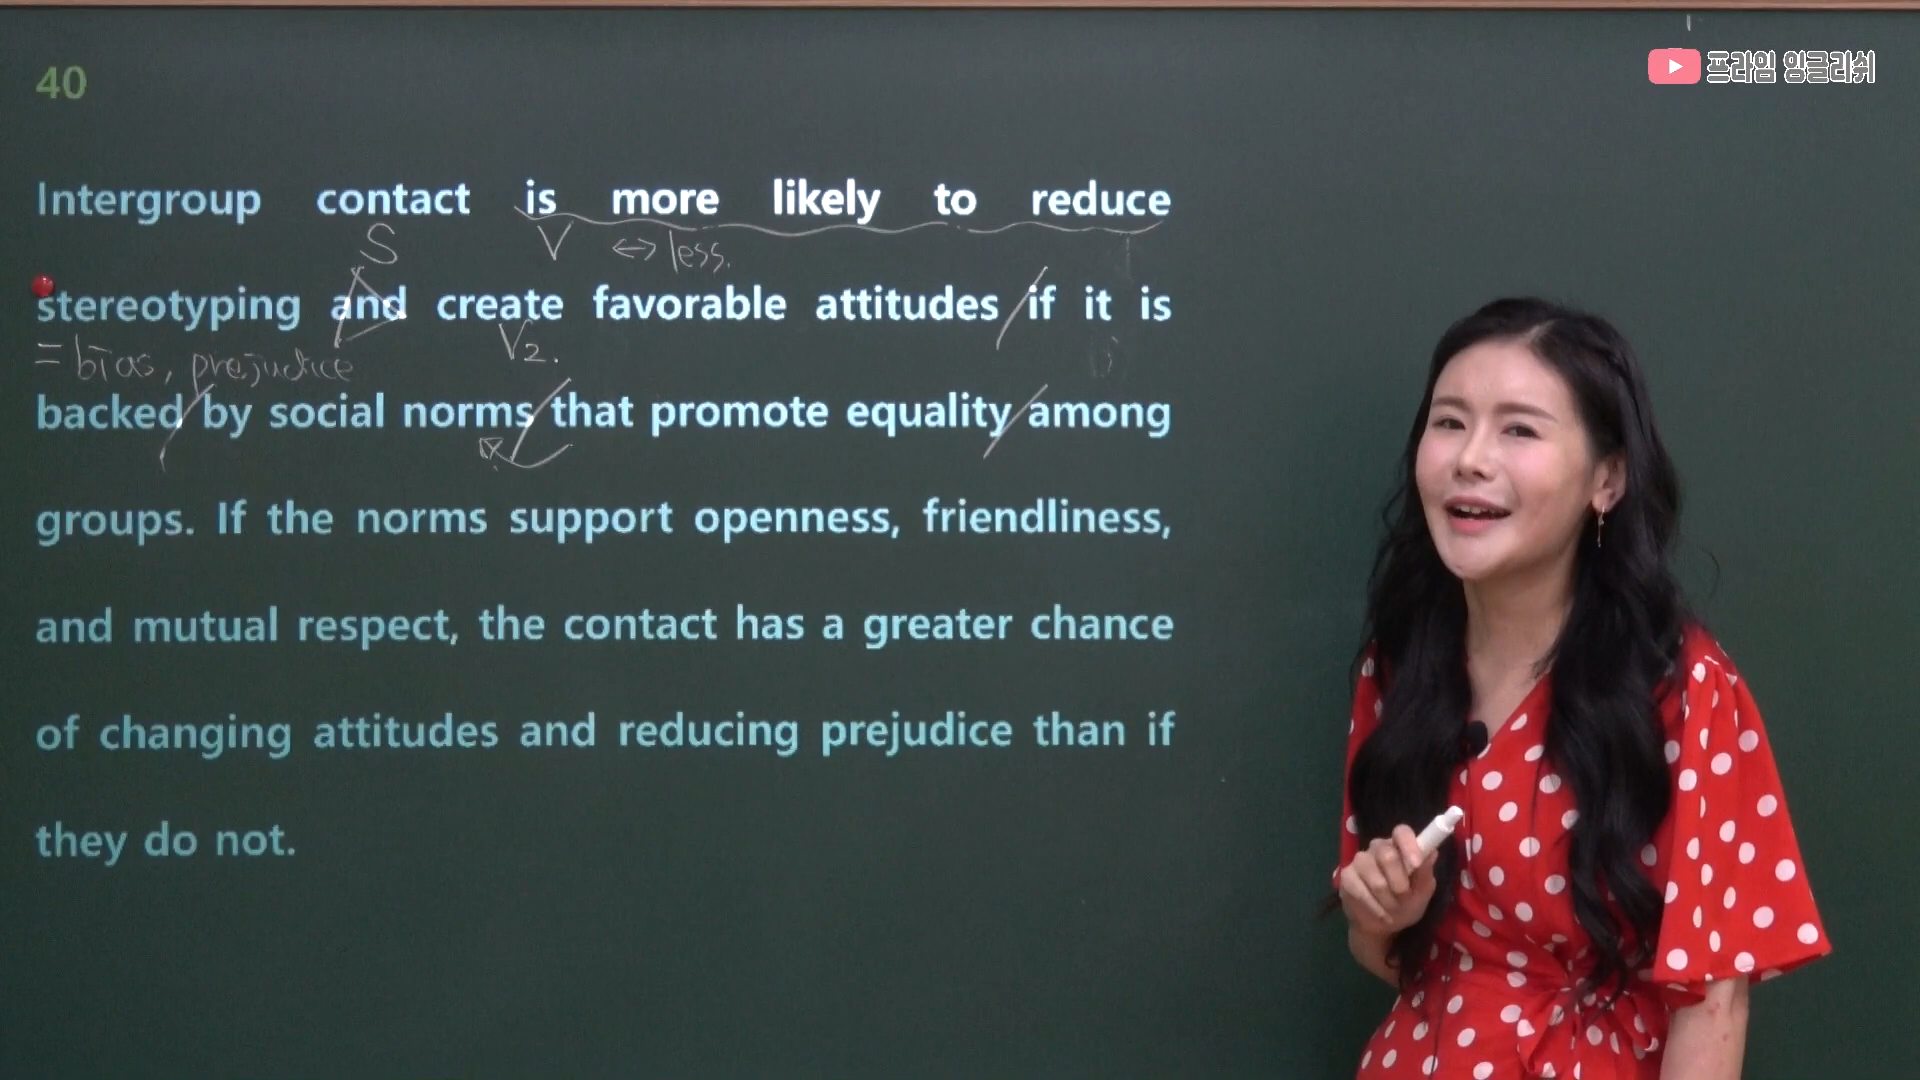 프라임 잉글리쉬
40
Intergroup contact is more likely to reduce
S V ↔ less.
stereotyping and create favorable attitudes if it is
= bias, prejudice V2.
backed by social norms that promote equality among
groups. If the norms support openness, friendliness,
and mutual respect, the contact has a greater chance
of changing attitudes and reducing prejudice than if
they do not.